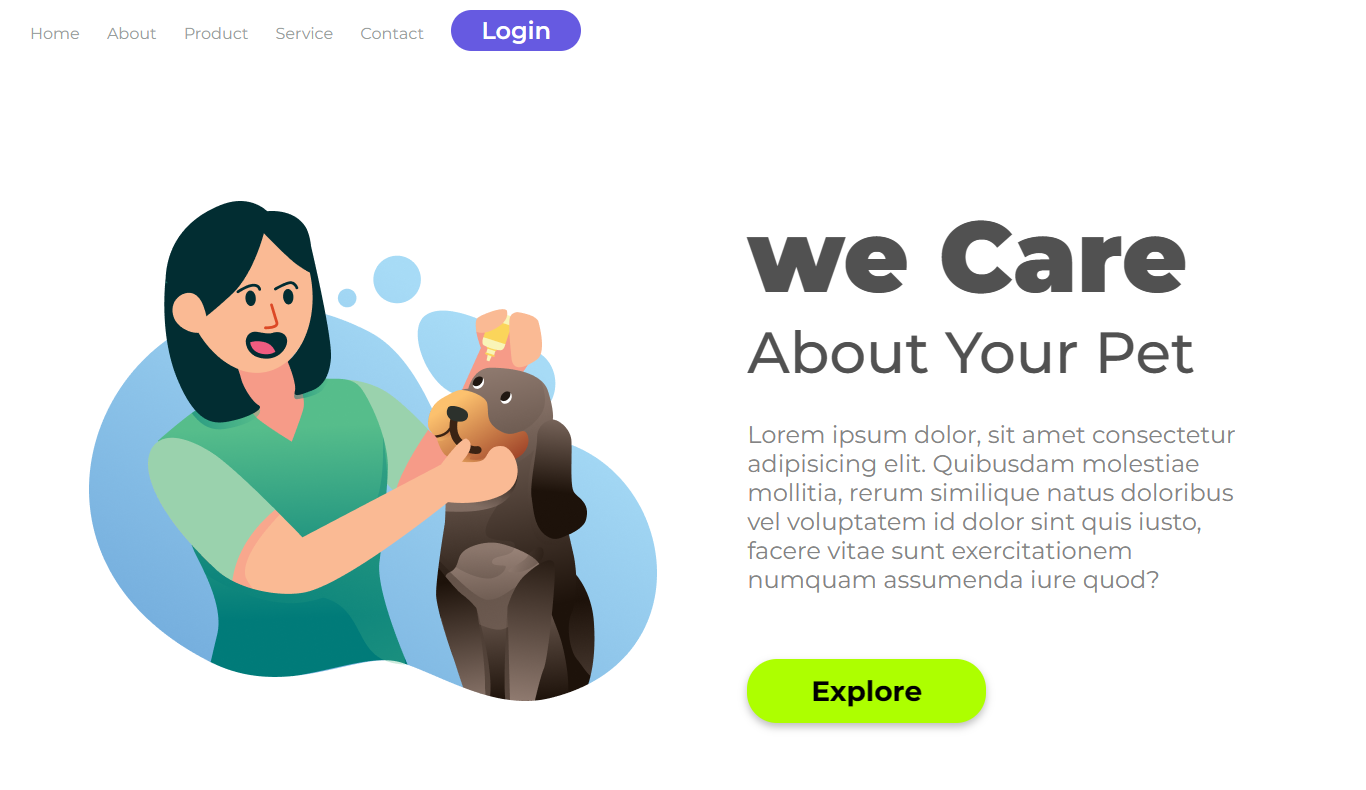 Home About Product Service Contact Login
we Care
About Your Pet
Lorem ipsum dolor, sit amet consectetur
adipisicing elit. Quibusdam molestiae
mollitia, rerum similique natus doloribus
vel voluptatem id dolor sint quis iusto,
facere vitae sunt exercitationem
numquam assumenda iure quod?
Explore